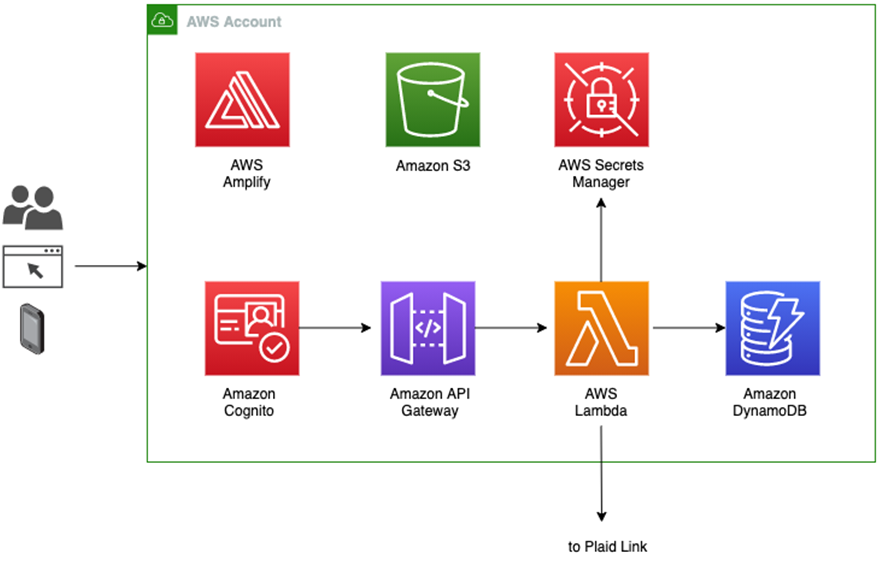 AWS Account
AWS
Amplify
Amazon S3
AWS Secrets
Manager
Amazon
Cognito
</>
Amazon API
Gateway
AWS
Lambda
Amazon
DynamoDB
to Plaid Link